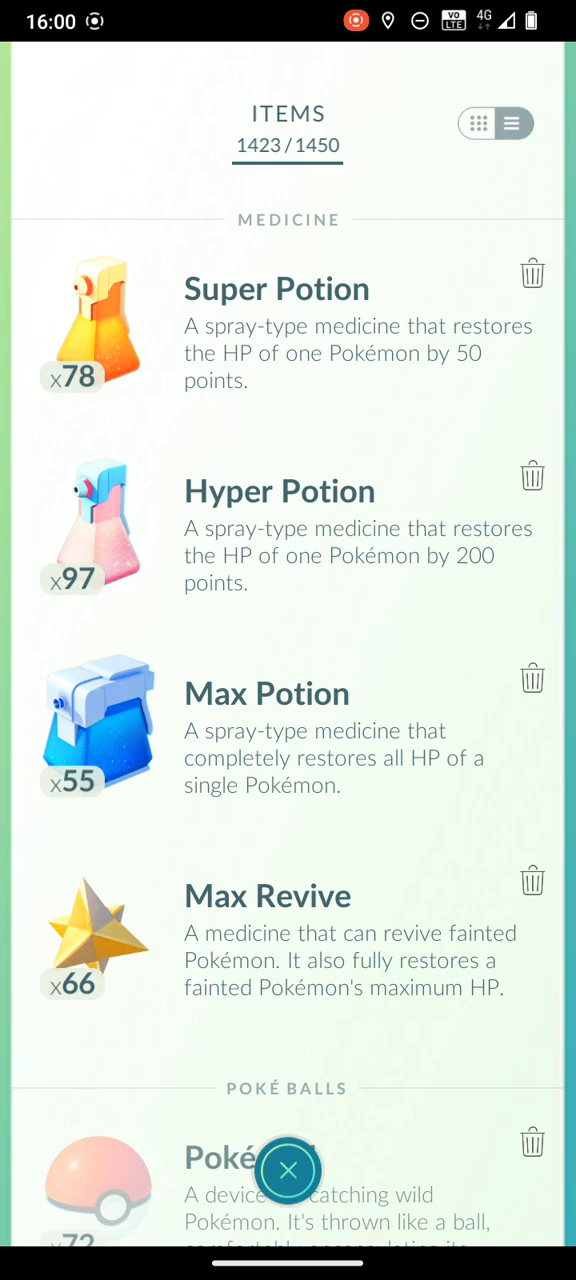 16:00
VO
LTE
4G
ITEMS
1423 / 1450
MEDICINE
Super Potion
A spray-type medicine that restores
the HP of one Pokémon by 50
points.
x78
Hyper Potion
A spray-type medicine that restores
the HP of one Pokémon by 200
points.
x97
Max Potion
A spray-type medicine that
completely restores all HP of a
single Pokémon.
x55
Max Revive
A medicine that can revive fainted
Pokémon. It also fully restores a
fainted Pokémon's maximum HP.
x66
POKÉ BALLS
Poké
A device catching wild
Pokémon. It's thrown like a ball,
x72